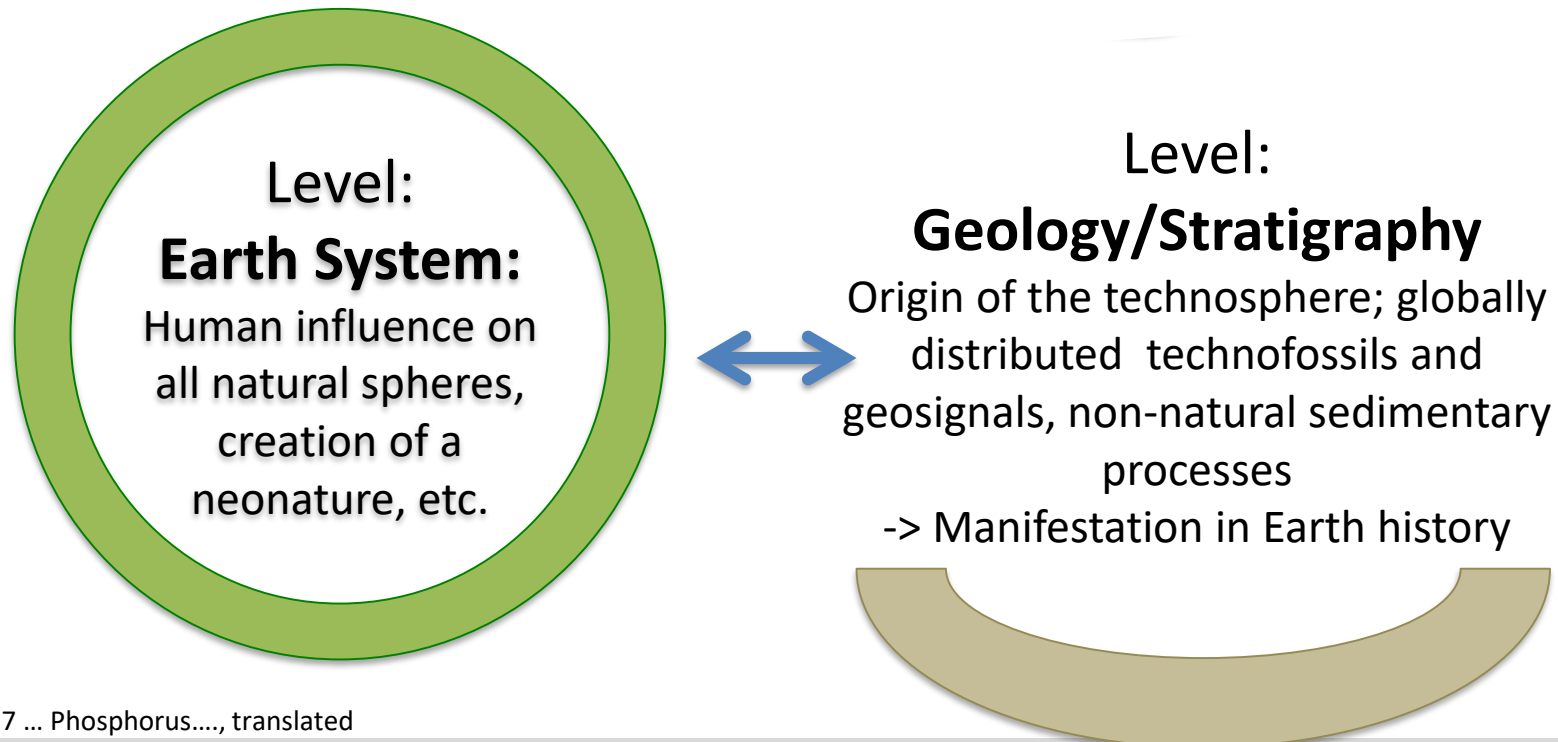 Level:
Earth System:
Human influence on
all natural spheres,
creation of a
neonature, etc.
Level:
Geology/Stratigraphy
Origin of the technosphere; globally
distributed technofossils and
geosignals, non-natural sedimentary
processes
-> Manifestation in Earth history
7 ... Phosphorus...., translated